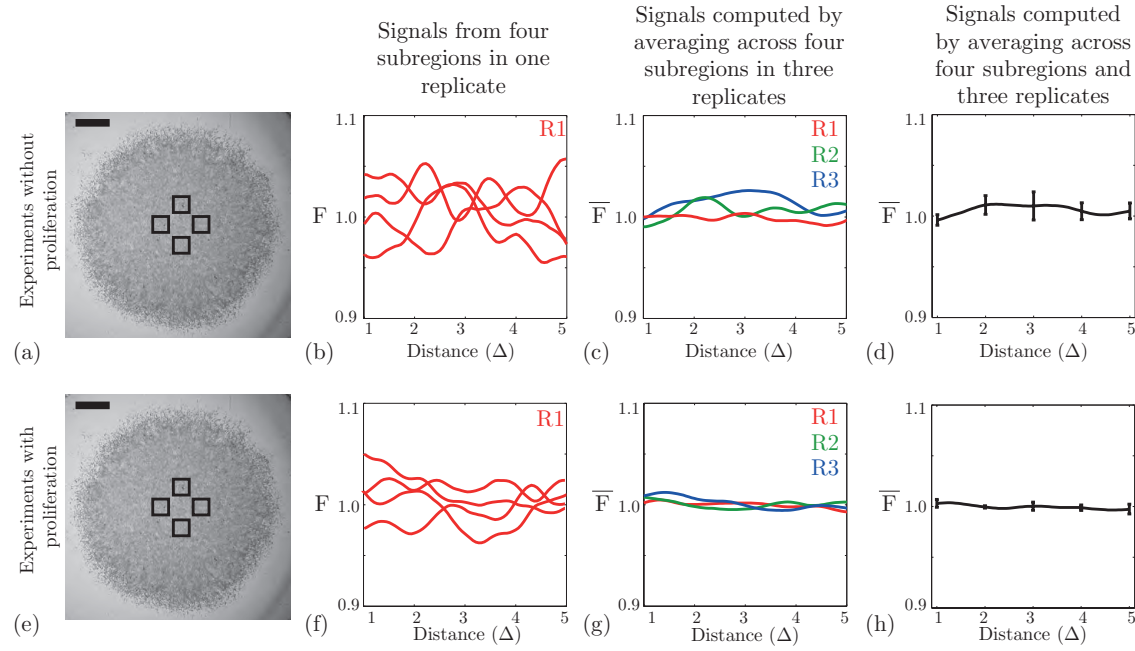 Signals from four
subregions in one
replicate
Signals computed by
averaging across four
subregions in three
replicates
Signals computed
by averaging across
four subregions and
three replicates
Experiments without
proliferation
(a)
1.1
1.0
0.9
F
R1
1 2 3 4 5
Distance (Δ)
(b)
1.1
1.0
0.9
F
R1
R2
R3
1 2 3 4 5
Distance (Δ)
(c)
1.1
1.0
0.9
F
1 2 3 4 5
Distance (Δ)
(d)
Experiments with
proliferation
(e)
1.1
1.0
0.9
F
R1
1 2 3 4 5
Distance (Δ)
(f)
1.1
1.0
0.9
F
R1
R2
R3
1 2 3 4 5
Distance (Δ)
(g)
1.1
1.0
0.9
F
1 2 3 4 5
Distance (Δ)
(h)